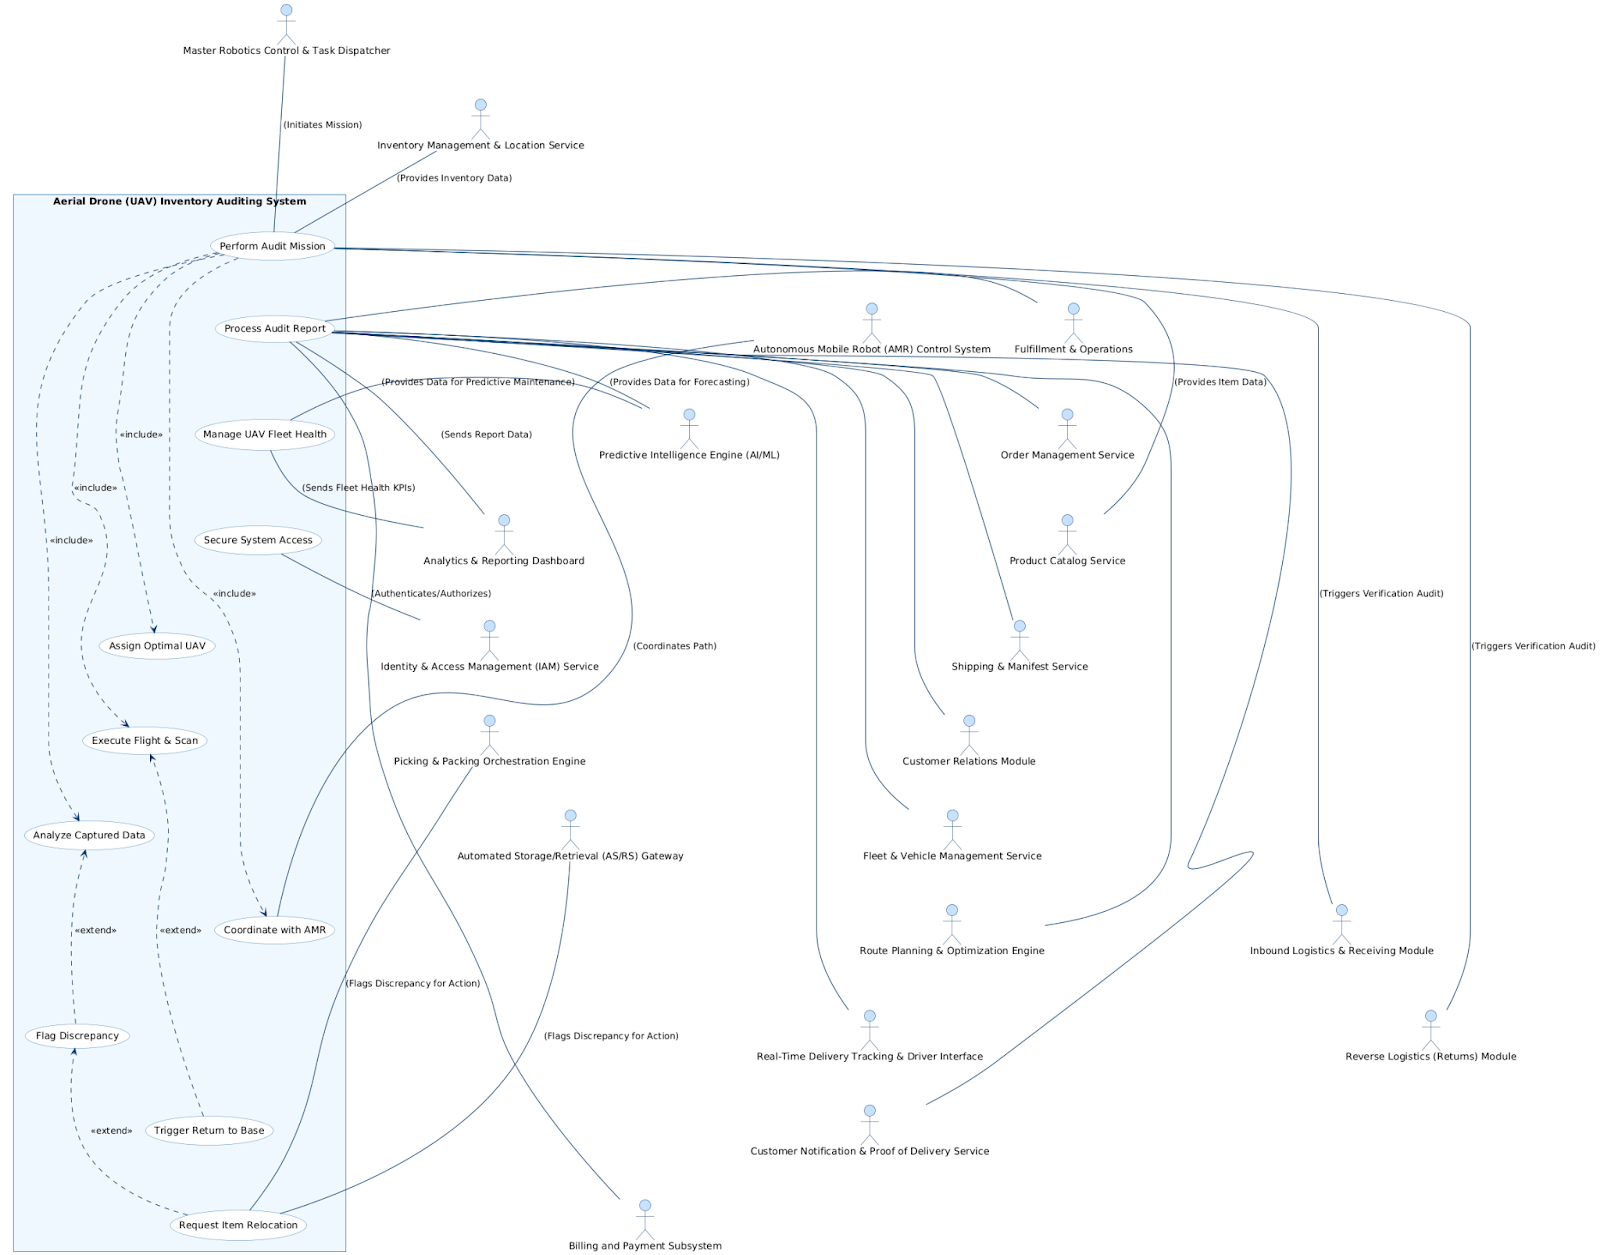 Master Robotics Control & Task Dispatcher
(Initiates Mission)
Inventory Management & Location Service
(Provides Inventory Data)
Aerial Drone (UAV) Inventory Auditing System
Perform Audit Mission
Process Audit Report
Autonomous Mobile Robot (AMR) Control System
Fulfillment & Operations
(Provides Data for Predictive Maintenance)
(Provides Data for Forecasting)
(Provides Item Data)
«include»
Manage UAV Fleet Health
(Sends Report Data)
Predictive Intelligence Engine (AI/ML)
Order Management Service
«include»
(Sends Fleet Health KPIs)
«include»
Secure System Access
Analytics & Reporting Dashboard
Product Catalog Service
«include»
(Authenticates/Authorizes)
(Triggers Verification Audit)
Assign Optimal UAV
(Coordinates Path)
(Triggers Verification Audit)
Identity & Access Management (IAM) Service
Shipping & Manifest Service
Execute Flight & Scan
Picking & Packing Orchestration Engine
Customer Relations Module
Analyze Captured Data
Automated Storage/Retrieval (AS/RS) Gateway
Fleet & Vehicle Management Service
«extend»
«extend»
Coordinate with AMR
Route Planning & Optimization Engine
Inbound Logistics & Receiving Module
(Flags Discrepancy for Action)
Flag Discrepancy
(Flags Discrepancy for Action)
Real-Time Delivery Tracking & Driver Interface
Reverse Logistics (Returns) Module
«extend»
Trigger Return to Base
Customer Notification & Proof of Delivery Service
Request Item Relocation
Billing and Payment Subsystem